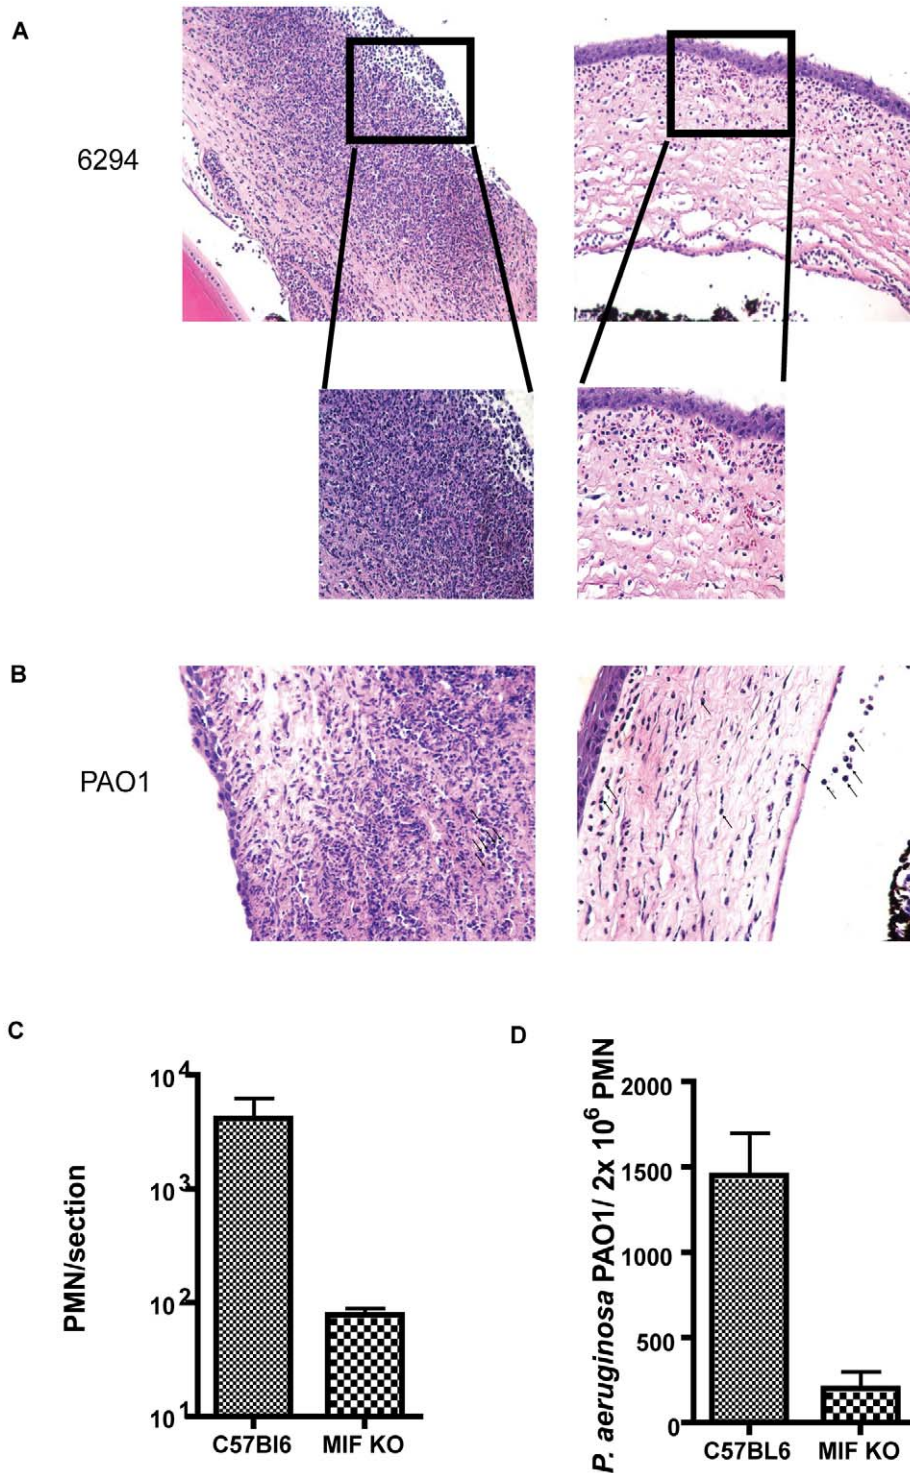 A
6294
B
PAO1
C
PMN/section
10^4
10^3
10^2
10^1
C57Bl6
MIF KO
D
P. aeruginosa PAO1/ 2x 10^6 PMN
2000
1500
1000
500
0
C57BL6
MIF KO